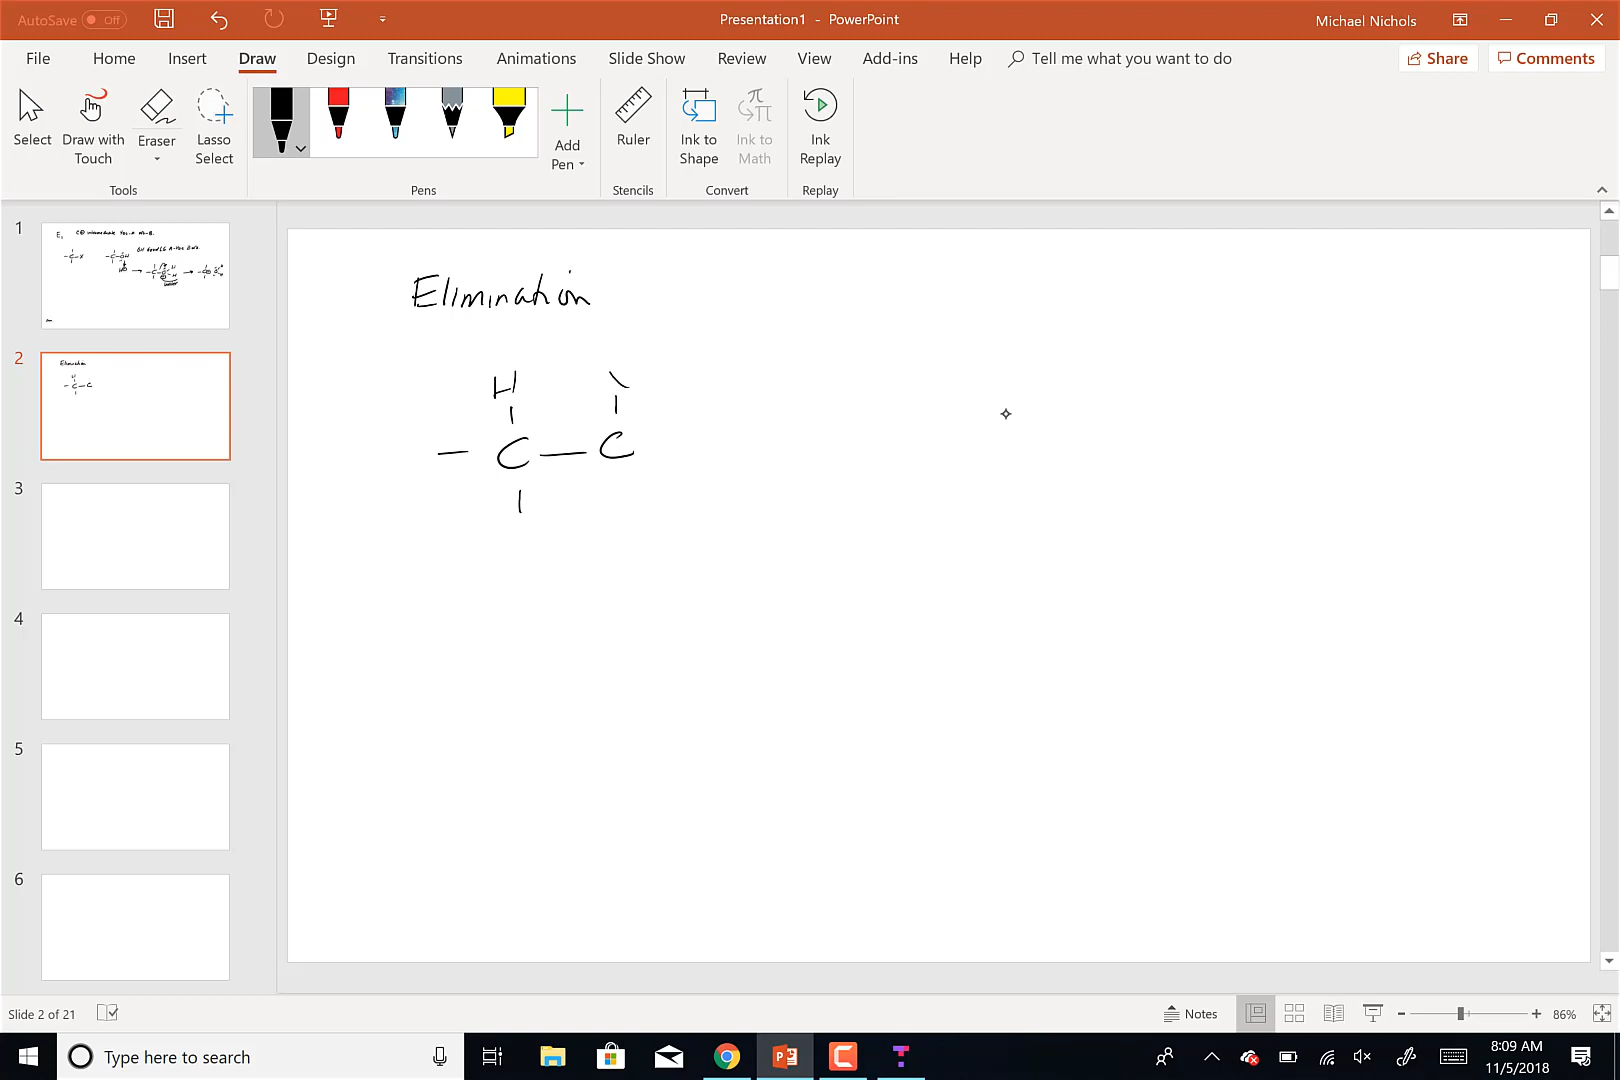 AutoSave Off
Presentation1 - PowerPoint
Michael Nichols
File Home Insert Draw Design Transitions Animations Slide Show Review View Add-ins Help Tell me what you want to do
Share Comments
Select
Draw with Touch
Eraser
Lasso Select
Add Pen
Ruler
Ink to Shape
Ink to Math
Ink Replay
Tools Pens Stencils Convert Replay
1
2
3
4
5
6
Elimination
H
— C — C
Slide 2 of 21
Notes
86%
Type here to search
8:09 AM
11/5/2018